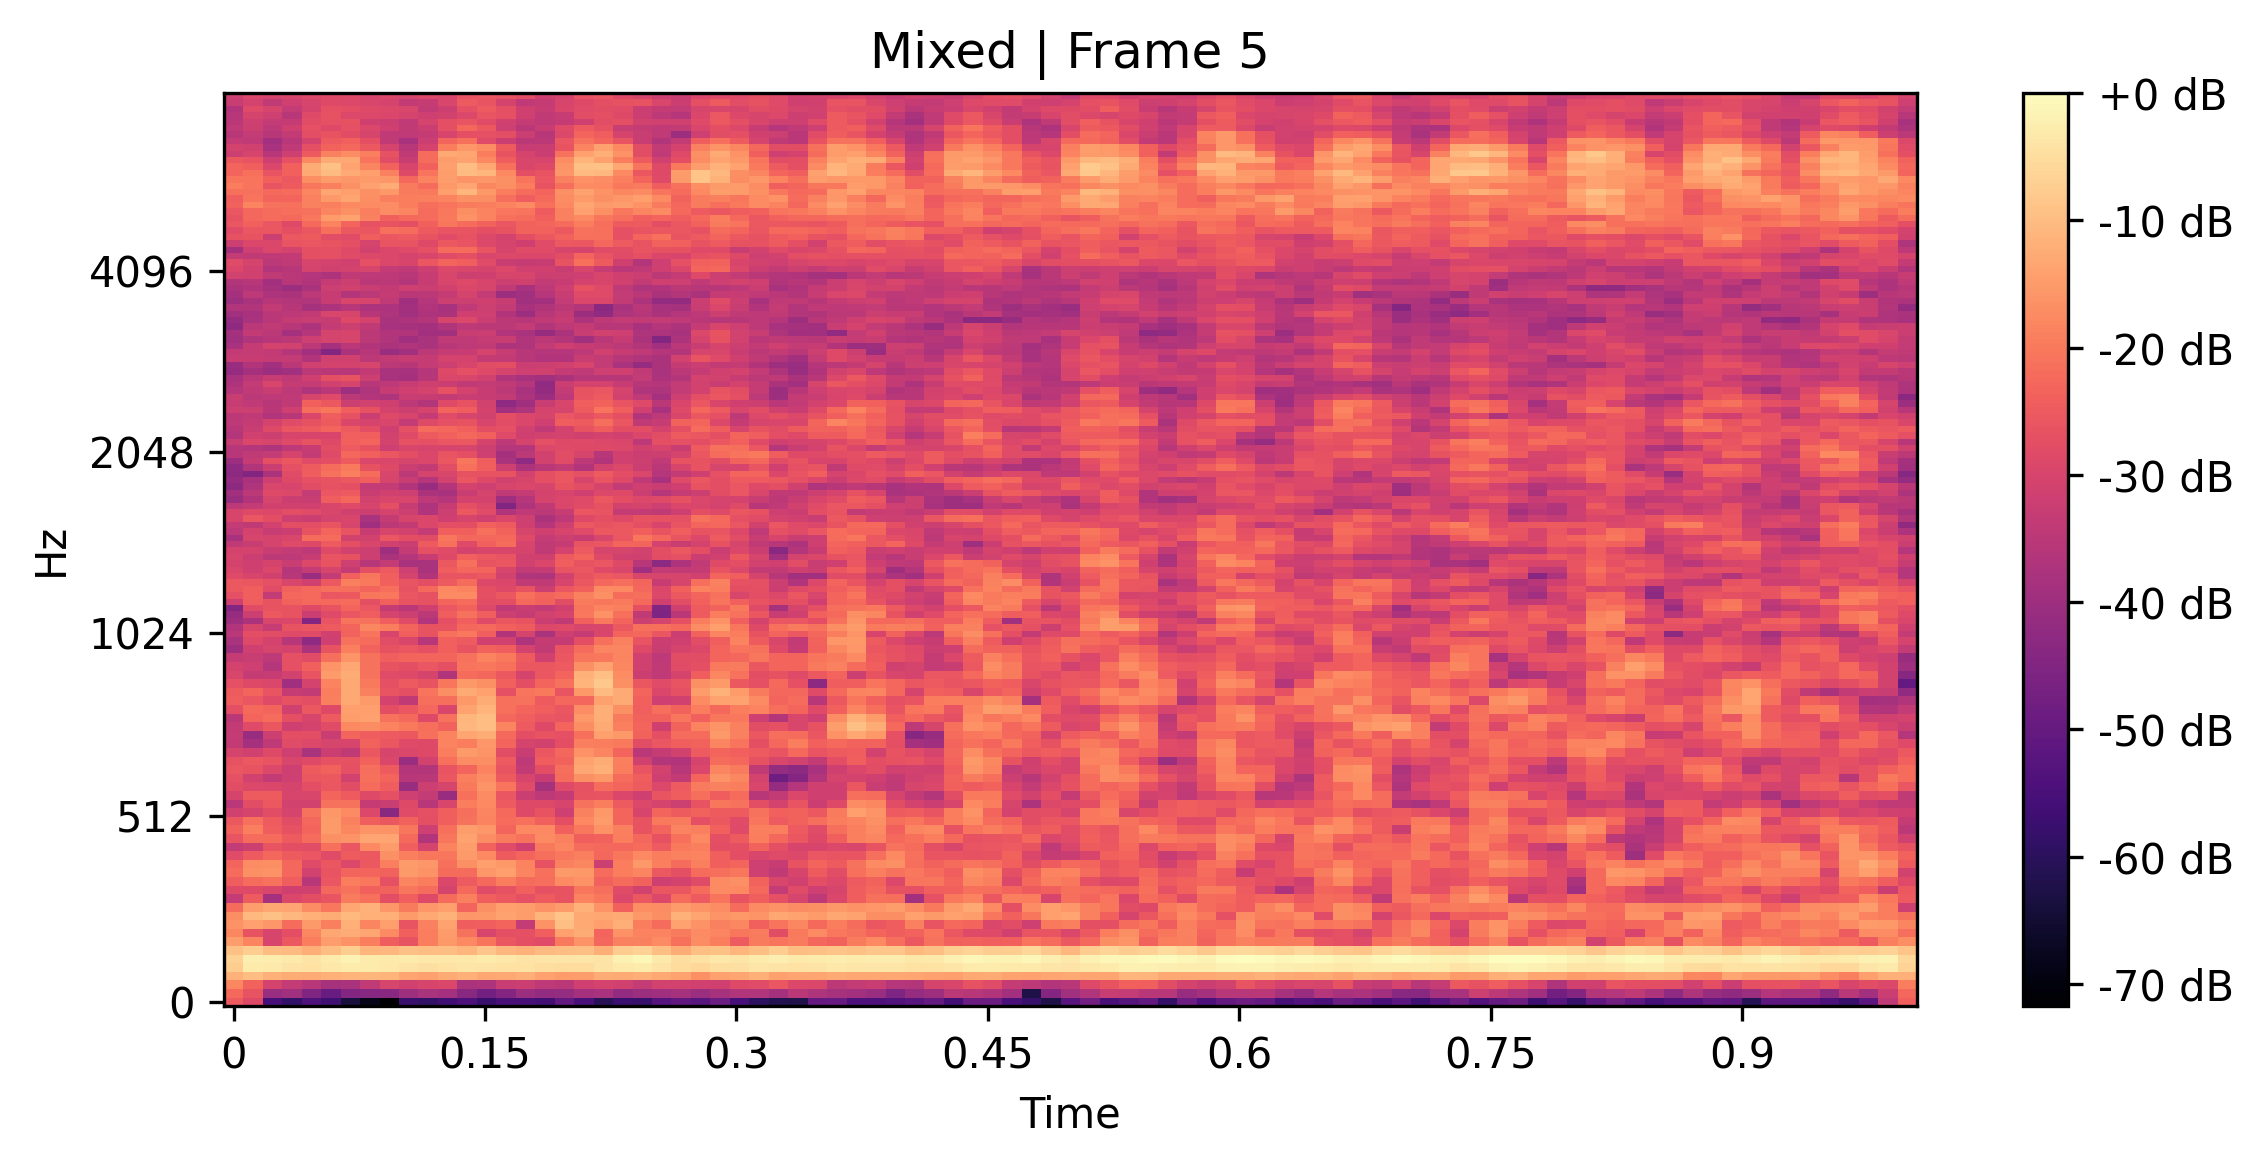 Mixed | Frame 5
+0 dB
-10 dB
-20 dB
-30 dB
-40 dB
-50 dB
-60 dB
-70 dB
Hz
4096
2048
1024
512
0
0
0.15
0.3
0.45
0.6
0.75
0.9
Time